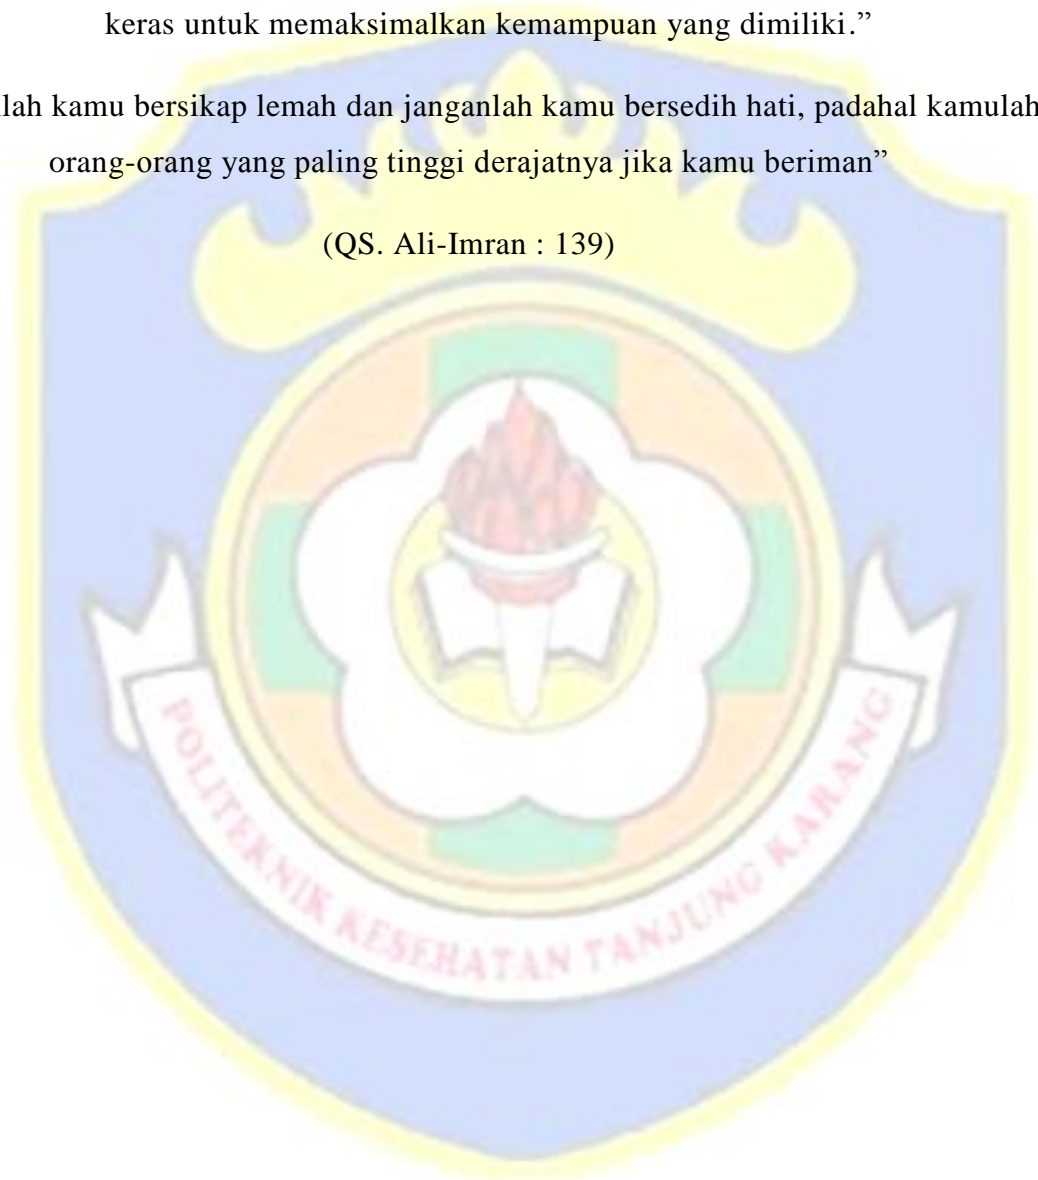 keras untuk memaksimalkan kemampuan yang dimiliki.”
lah kamu bersikap lemah dan janganlah kamu bersedih hati, padahal kamulah
orang-orang yang paling tinggi derajatnya jika kamu beriman”
(QS. Ali-Imran : 139)
POLITEKNIK KESEHATAN TANJUNG KARANG